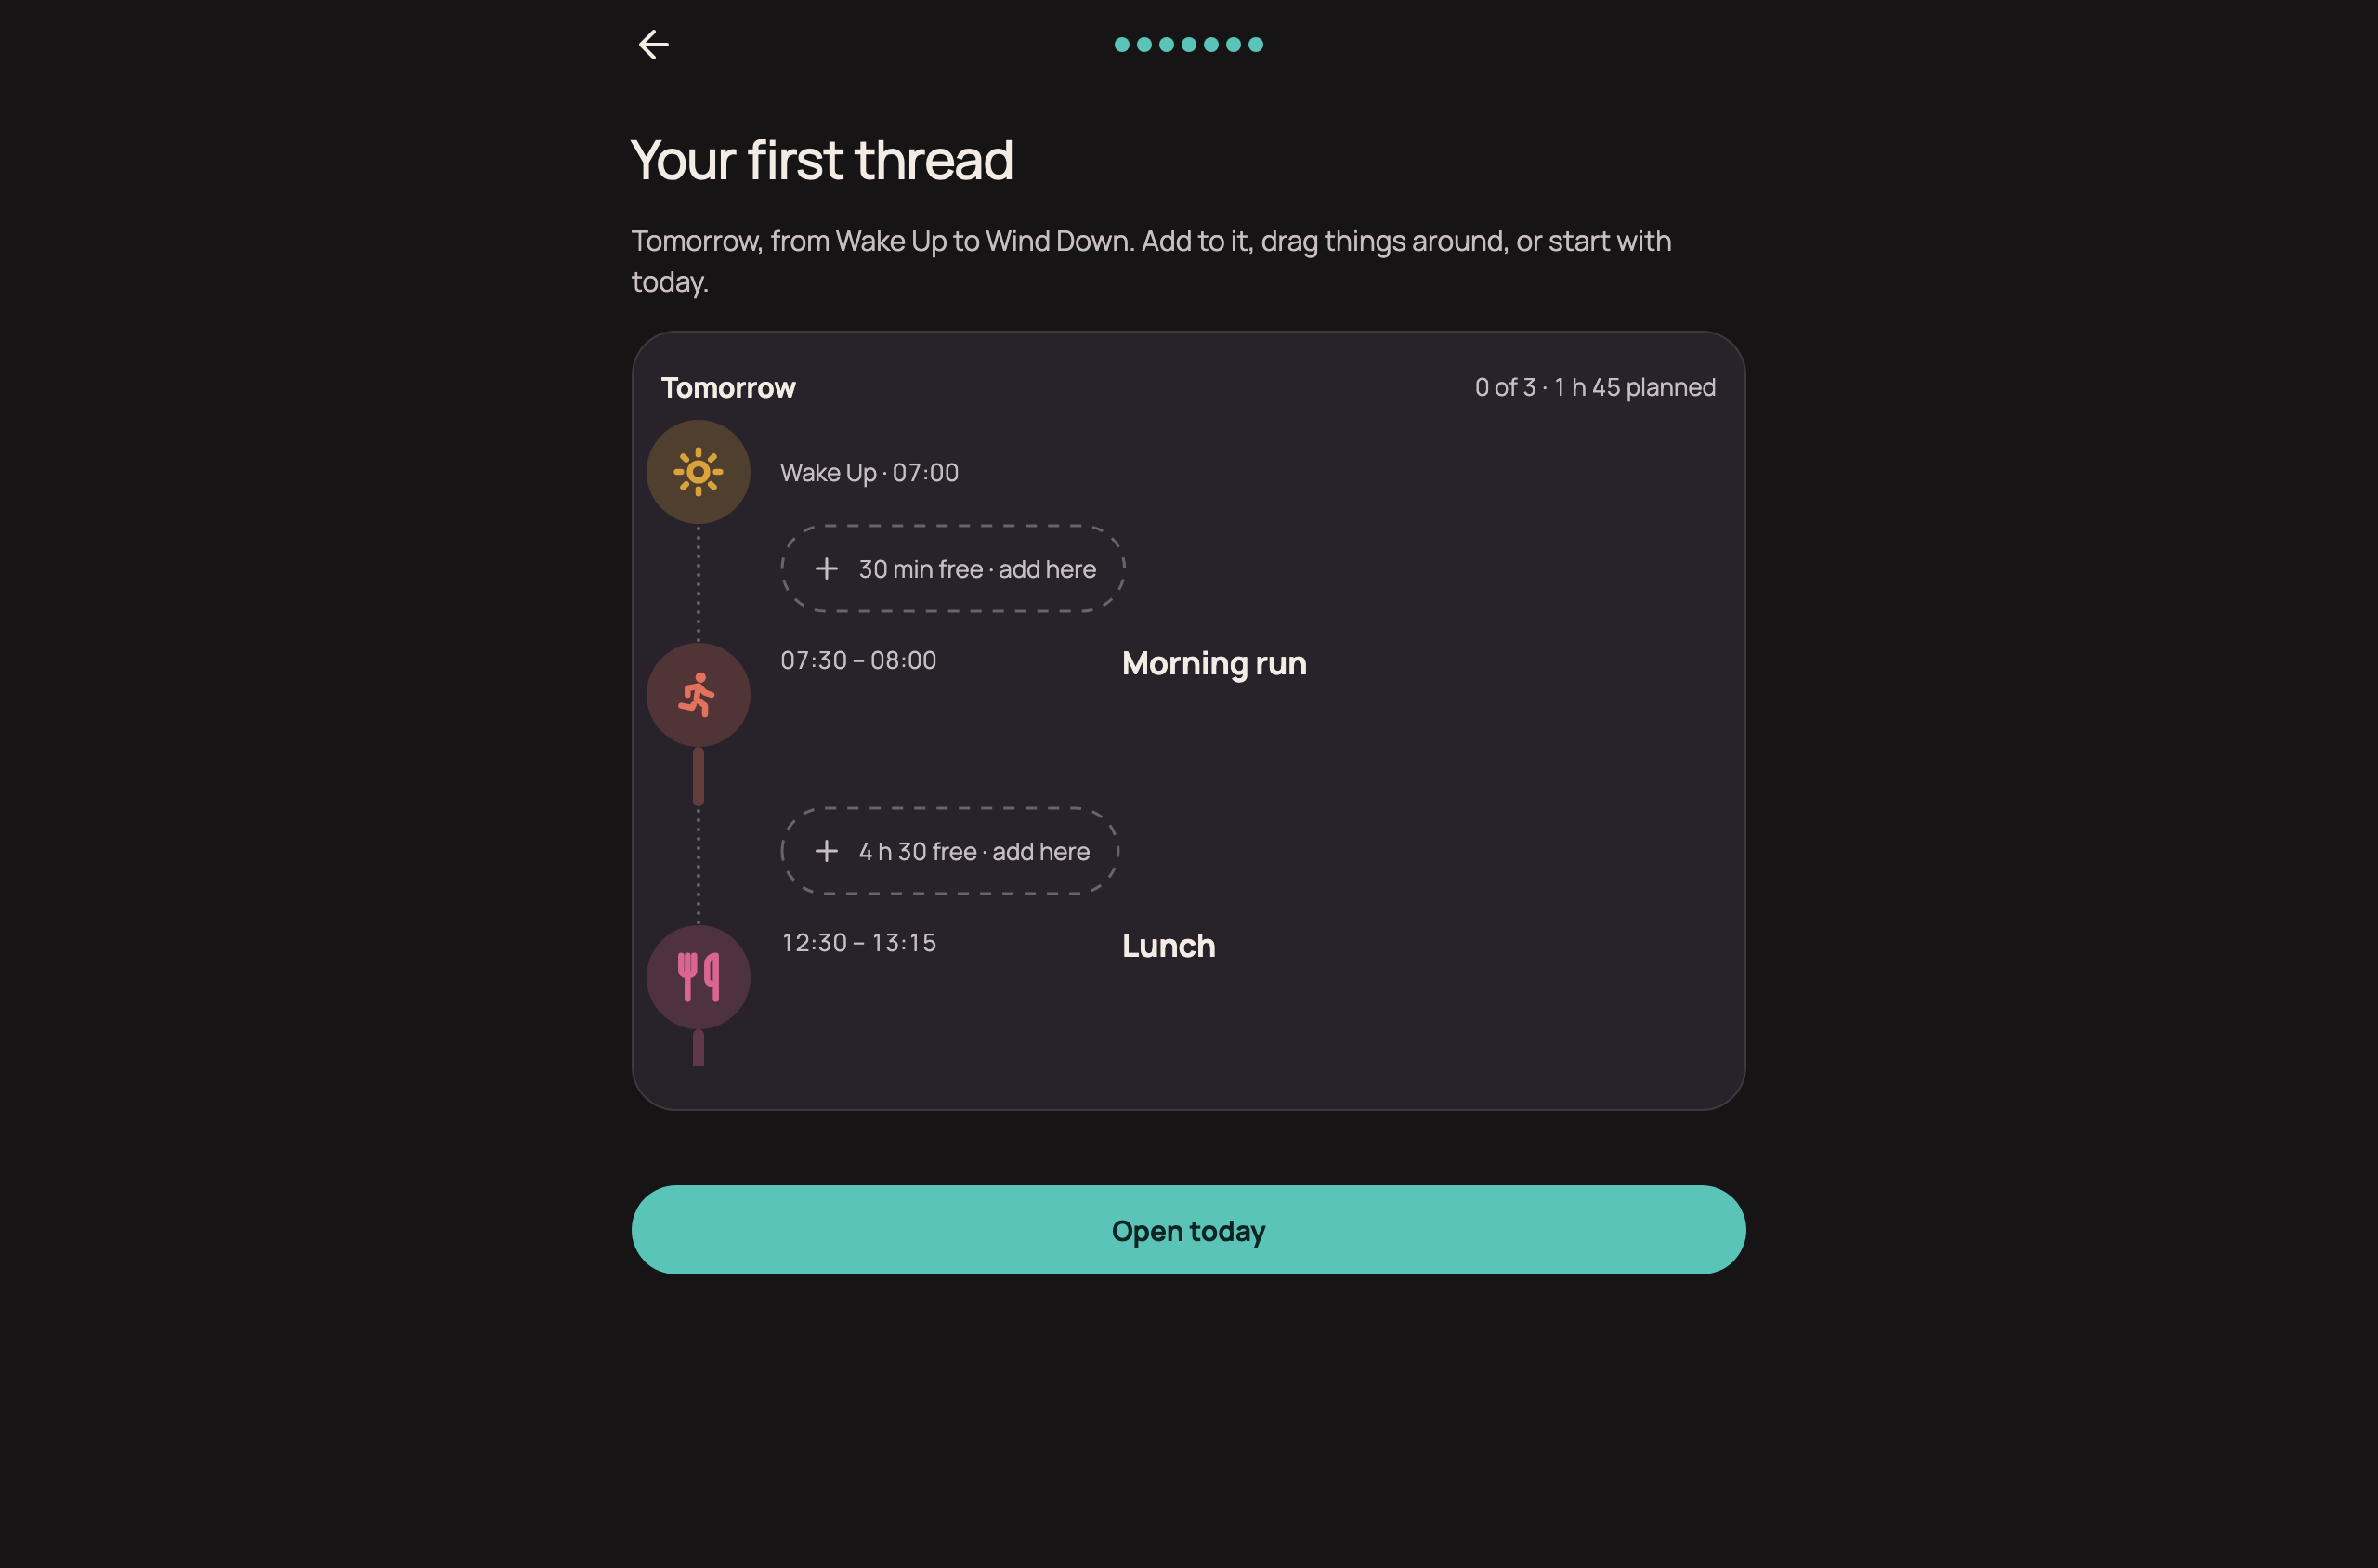 Your first thread
Tomorrow, from Wake Up to Wind Down. Add to it, drag things around, or start with
today.
Tomorrow
0 of 3 · 1 h 45 planned
Wake Up · 07:00
30 min free · add here
07:30 – 08:00
Morning run
4 h 30 free · add here
12:30 – 13:15
Lunch
Open today